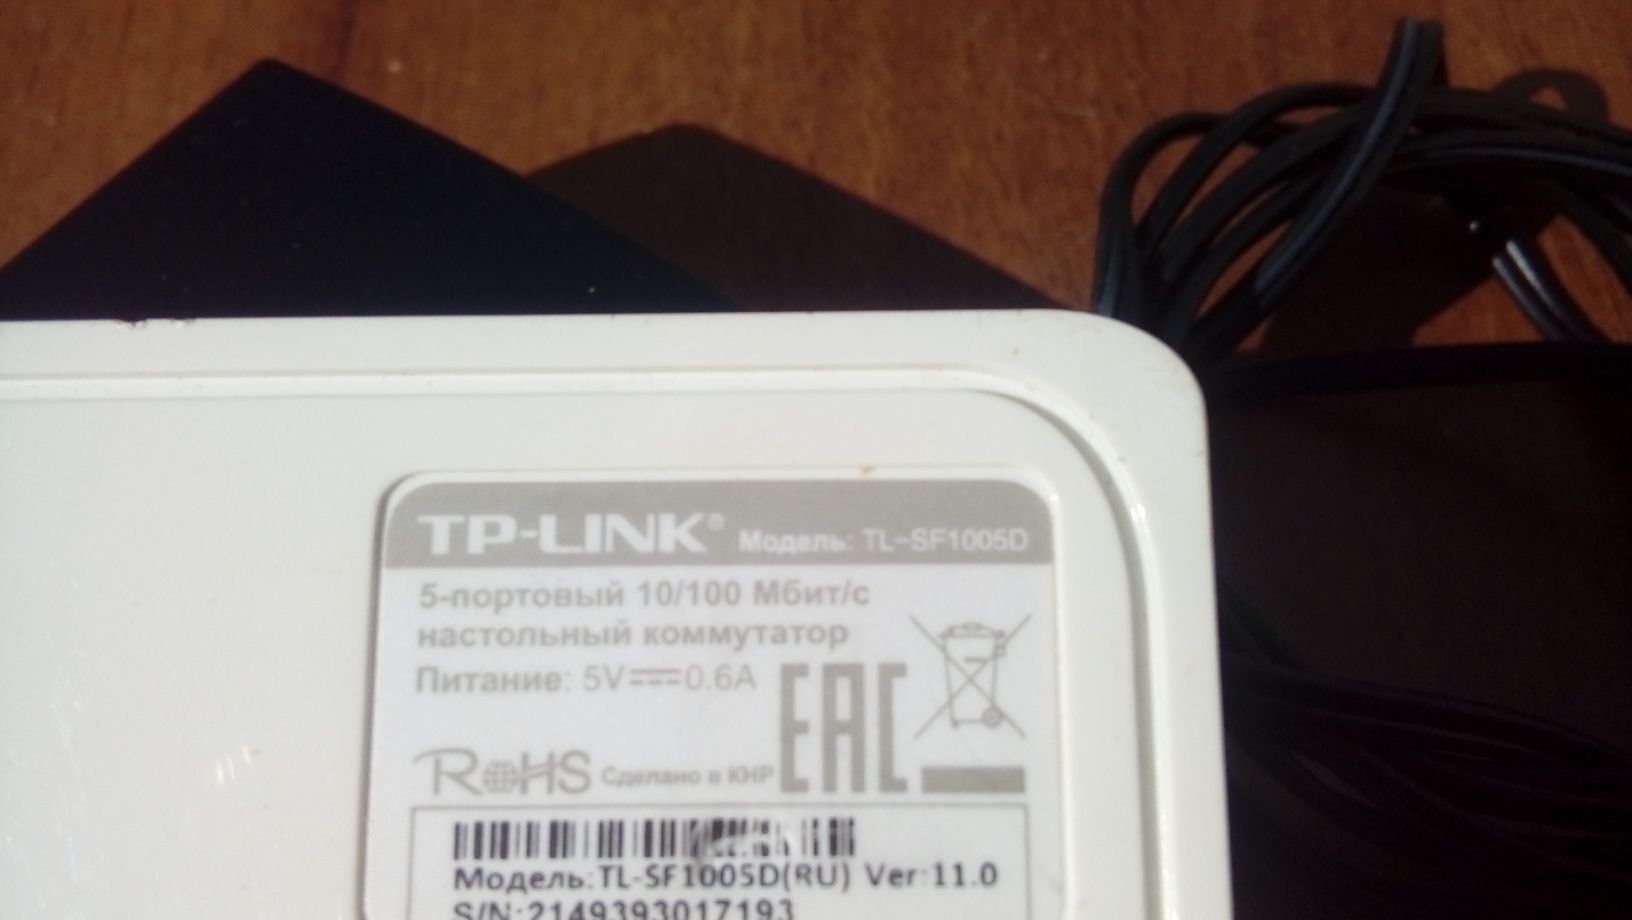 TP-LINK® Модель: TL-SF1005D
5-портовый 10/100 Мбит/с
настольный коммутатор
Питание: 5V⎓0.6A
EAC
RoHS Сделано в КНР
Модель:TL-SF1005D(RU) Ver:11.0
S/N:2149393017193